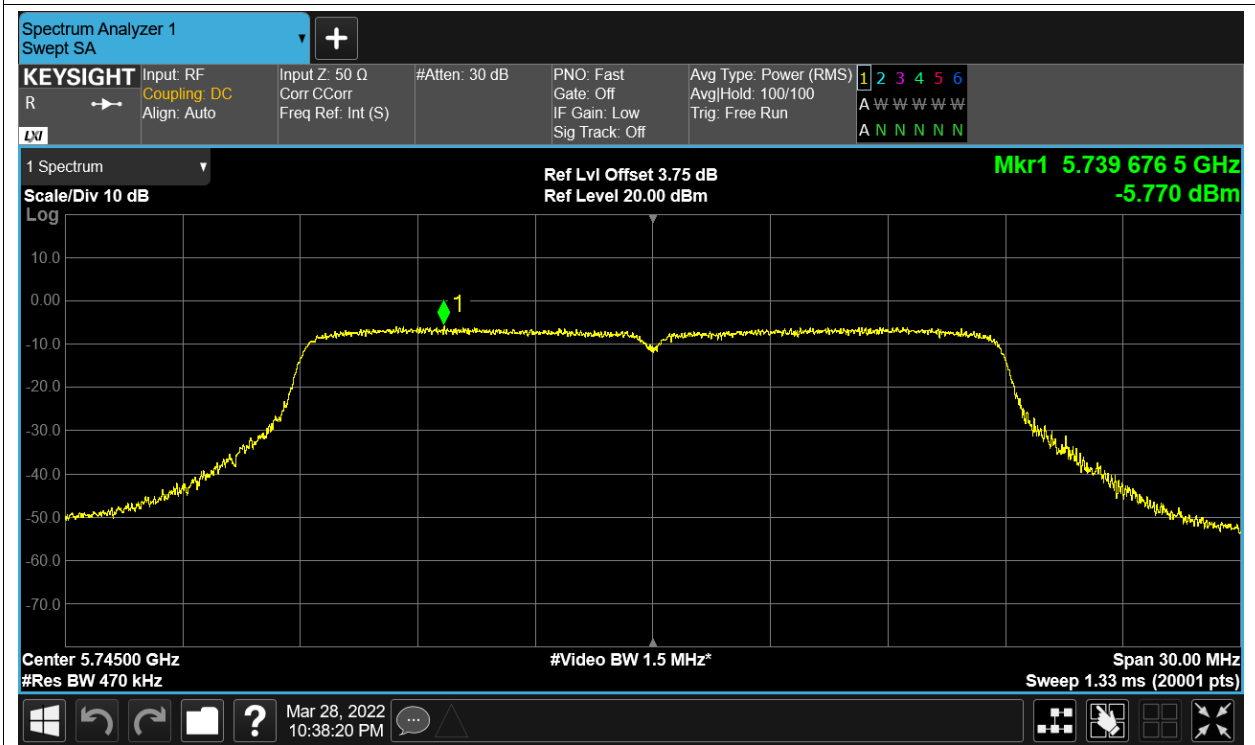 Spectrum Analyzer 1
Swept SA
KEYSIGHT
R
LXI
Input: RF
Coupling: DC
Align: Auto
Input Z: 50 Ω
Corr CCorr
Freq Ref: Int (S)
#Atten: 30 dB
PNO: Fast
Gate: Off
IF Gain: Low
Sig Track: Off
Avg Type: Power (RMS)
Avg|Hold: 100/100
Trig: Free Run
1 2 3 4 5 6
A W W W W W
A N N N N N
1 Spectrum
Scale/Div 10 dB
Log
Ref Lvl Offset 3.75 dB
Ref Level 20.00 dBm
Mkr1 5.739 676 5 GHz
-5.770 dBm
10.0
0.00
1
-10.0
-20.0
-30.0
-40.0
-50.0
-60.0
-70.0
Center 5.74500 GHz
#Res BW 470 kHz
#Video BW 1.5 MHz*
Span 30.00 MHz
Sweep 1.33 ms (20001 pts)
?
Mar 28, 2022
10:38:20 PM